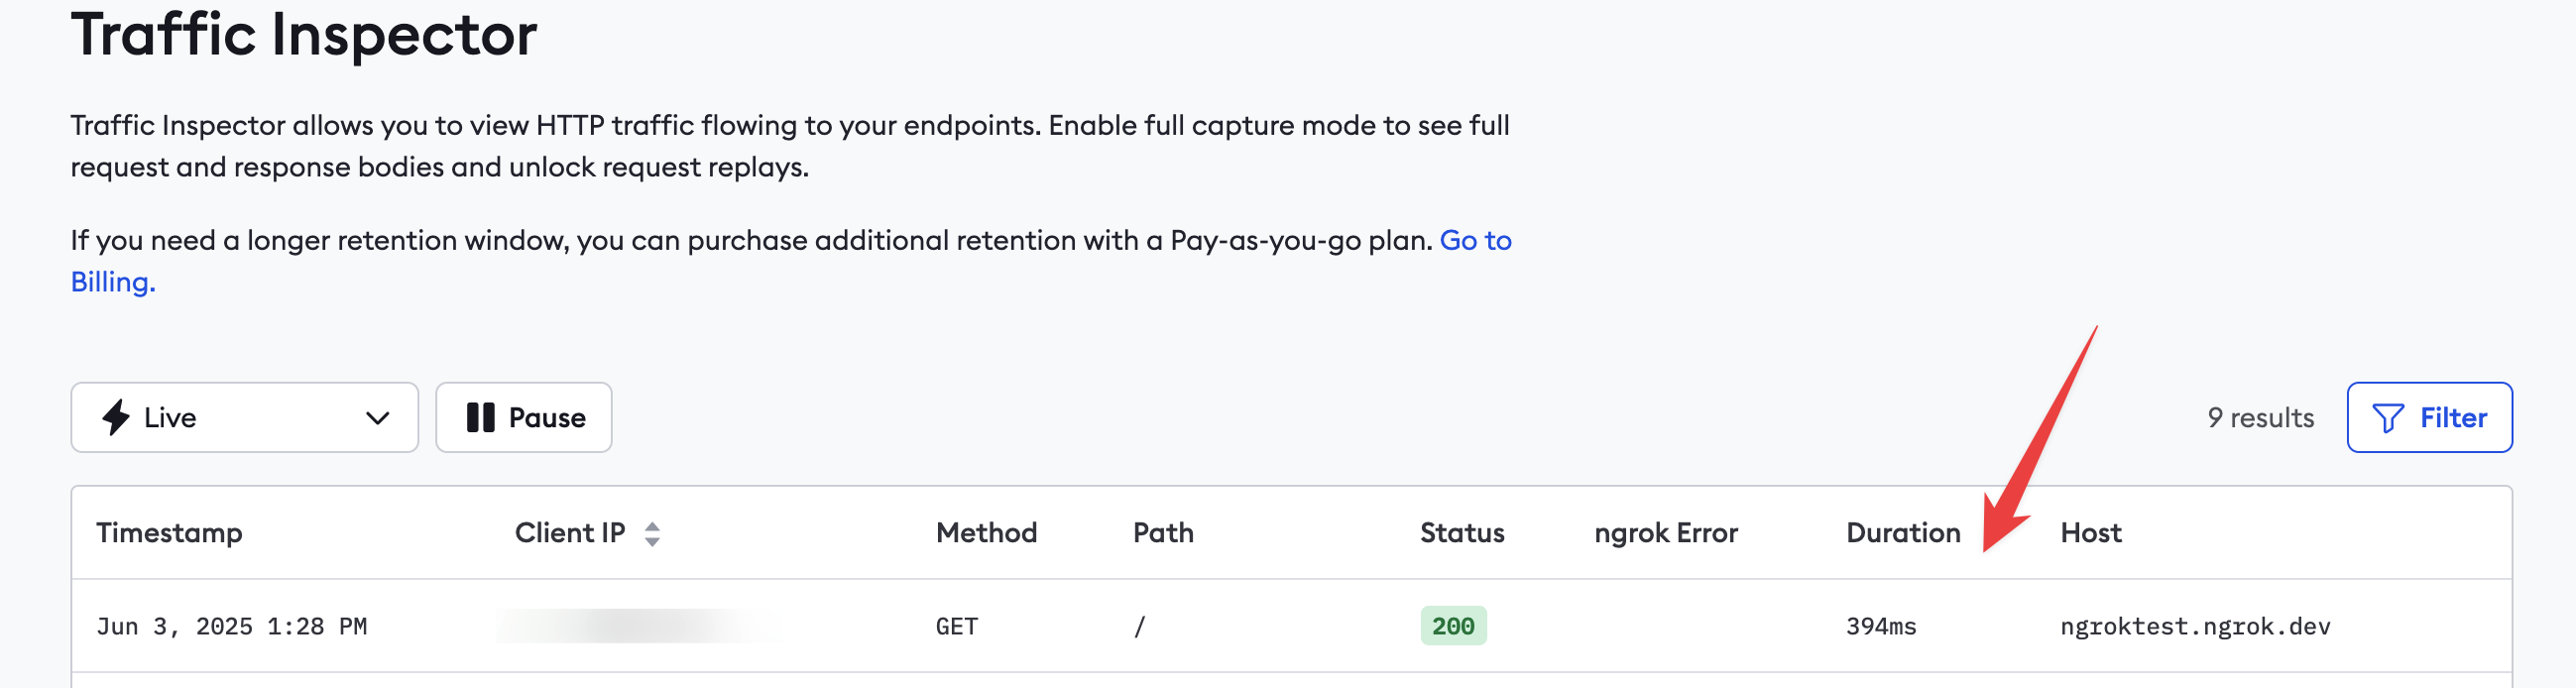 Traffic Inspector
Traffic Inspector allows you to view HTTP traffic flowing to your endpoints. Enable full capture mode to see full
request and response bodies and unlock request replays.
If you need a longer retention window, you can purchase additional retention with a Pay-as-you-go plan. Go to
Billing.
Live Pause 9 results Filter
Timestamp Client IP Method Path Status ngrok Error Duration Host
Jun 3, 2025 1:28 PM GET / 200 394ms ngroktest.ngrok.dev